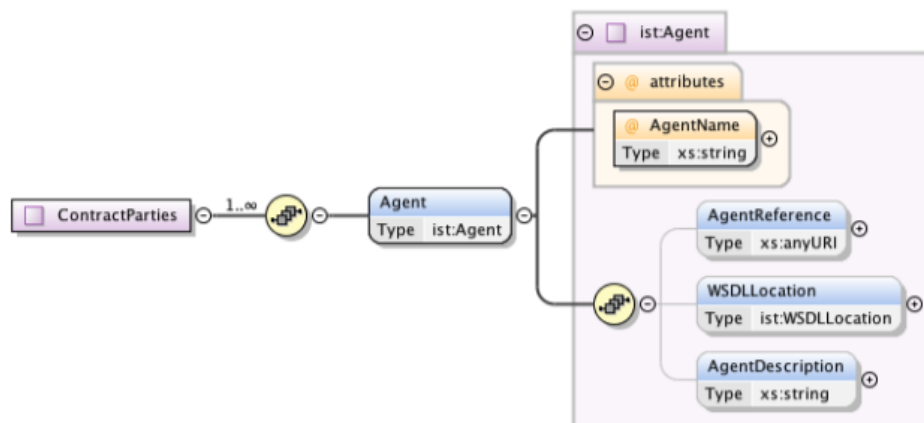 ist:Agent
@ attributes
@ AgentName
Type xs:string
ContractParties
1..∞
Agent
Type ist:Agent
AgentReference
Type xs:anyURI
WSDLLocation
Type ist:WSDLLocation
AgentDescription
Type xs:string